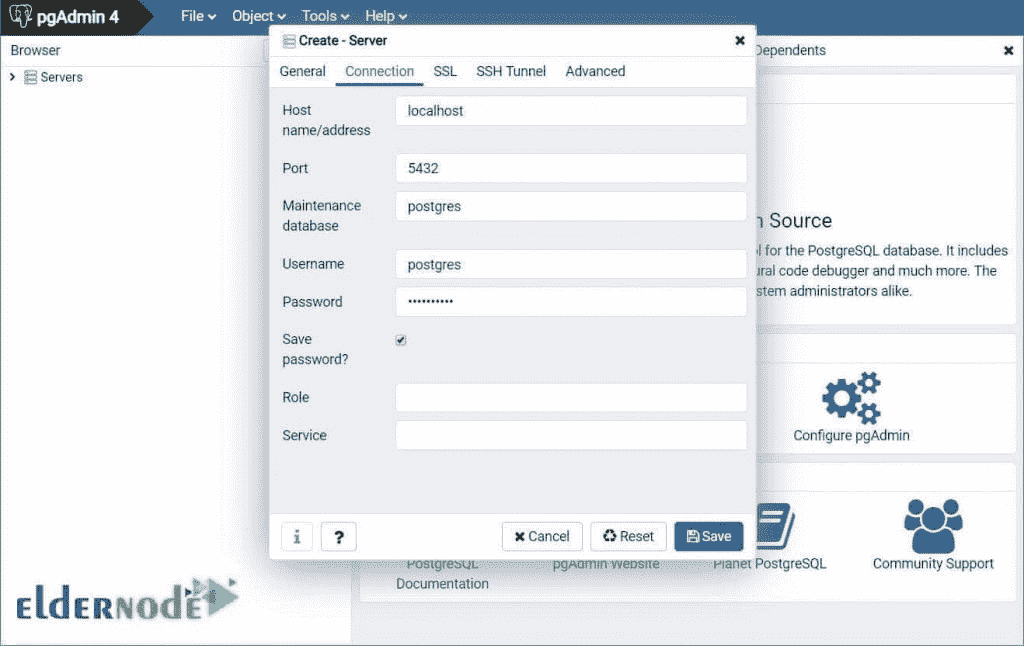 pgAdmin 4
File
Object
Tools
Help
Browser
Servers
Create - Server
General
Connection
SSL
SSH Tunnel
Advanced
Host
name/address
localhost
Port
5432
Maintenance
database
postgres
Username
postgres
Password
••••••••••
Save
password?
Role
Service
i
?
Cancel
Reset
Save
Dependents
Source
for the PostgreSQL database. It includes
code debugger and much more. The
administrators alike.
Configure pgAdmin
PostgreSQL
Documentation
pgAdmin Website
Planet PostgreSQL
Community Support
ELDERNODE